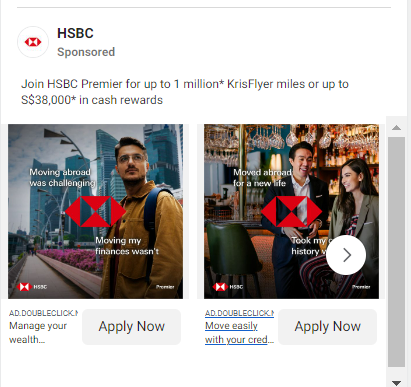 HSBC
Sponsored
Join HSBC Premier for up to 1 million* KrisFlyer miles or up to
S$38,000* in cash rewards
Moving abroad
was challenging
Moving my
finances wasn't
HSBC
Premier
Moved abroad
for a new life
Took my
history
HSBC
Premier
AD.DOUBLECLICK.
Manage your
wealth...
Apply Now
AD.DOUBLECLICK.
Move easily
with your cred...
Apply Now